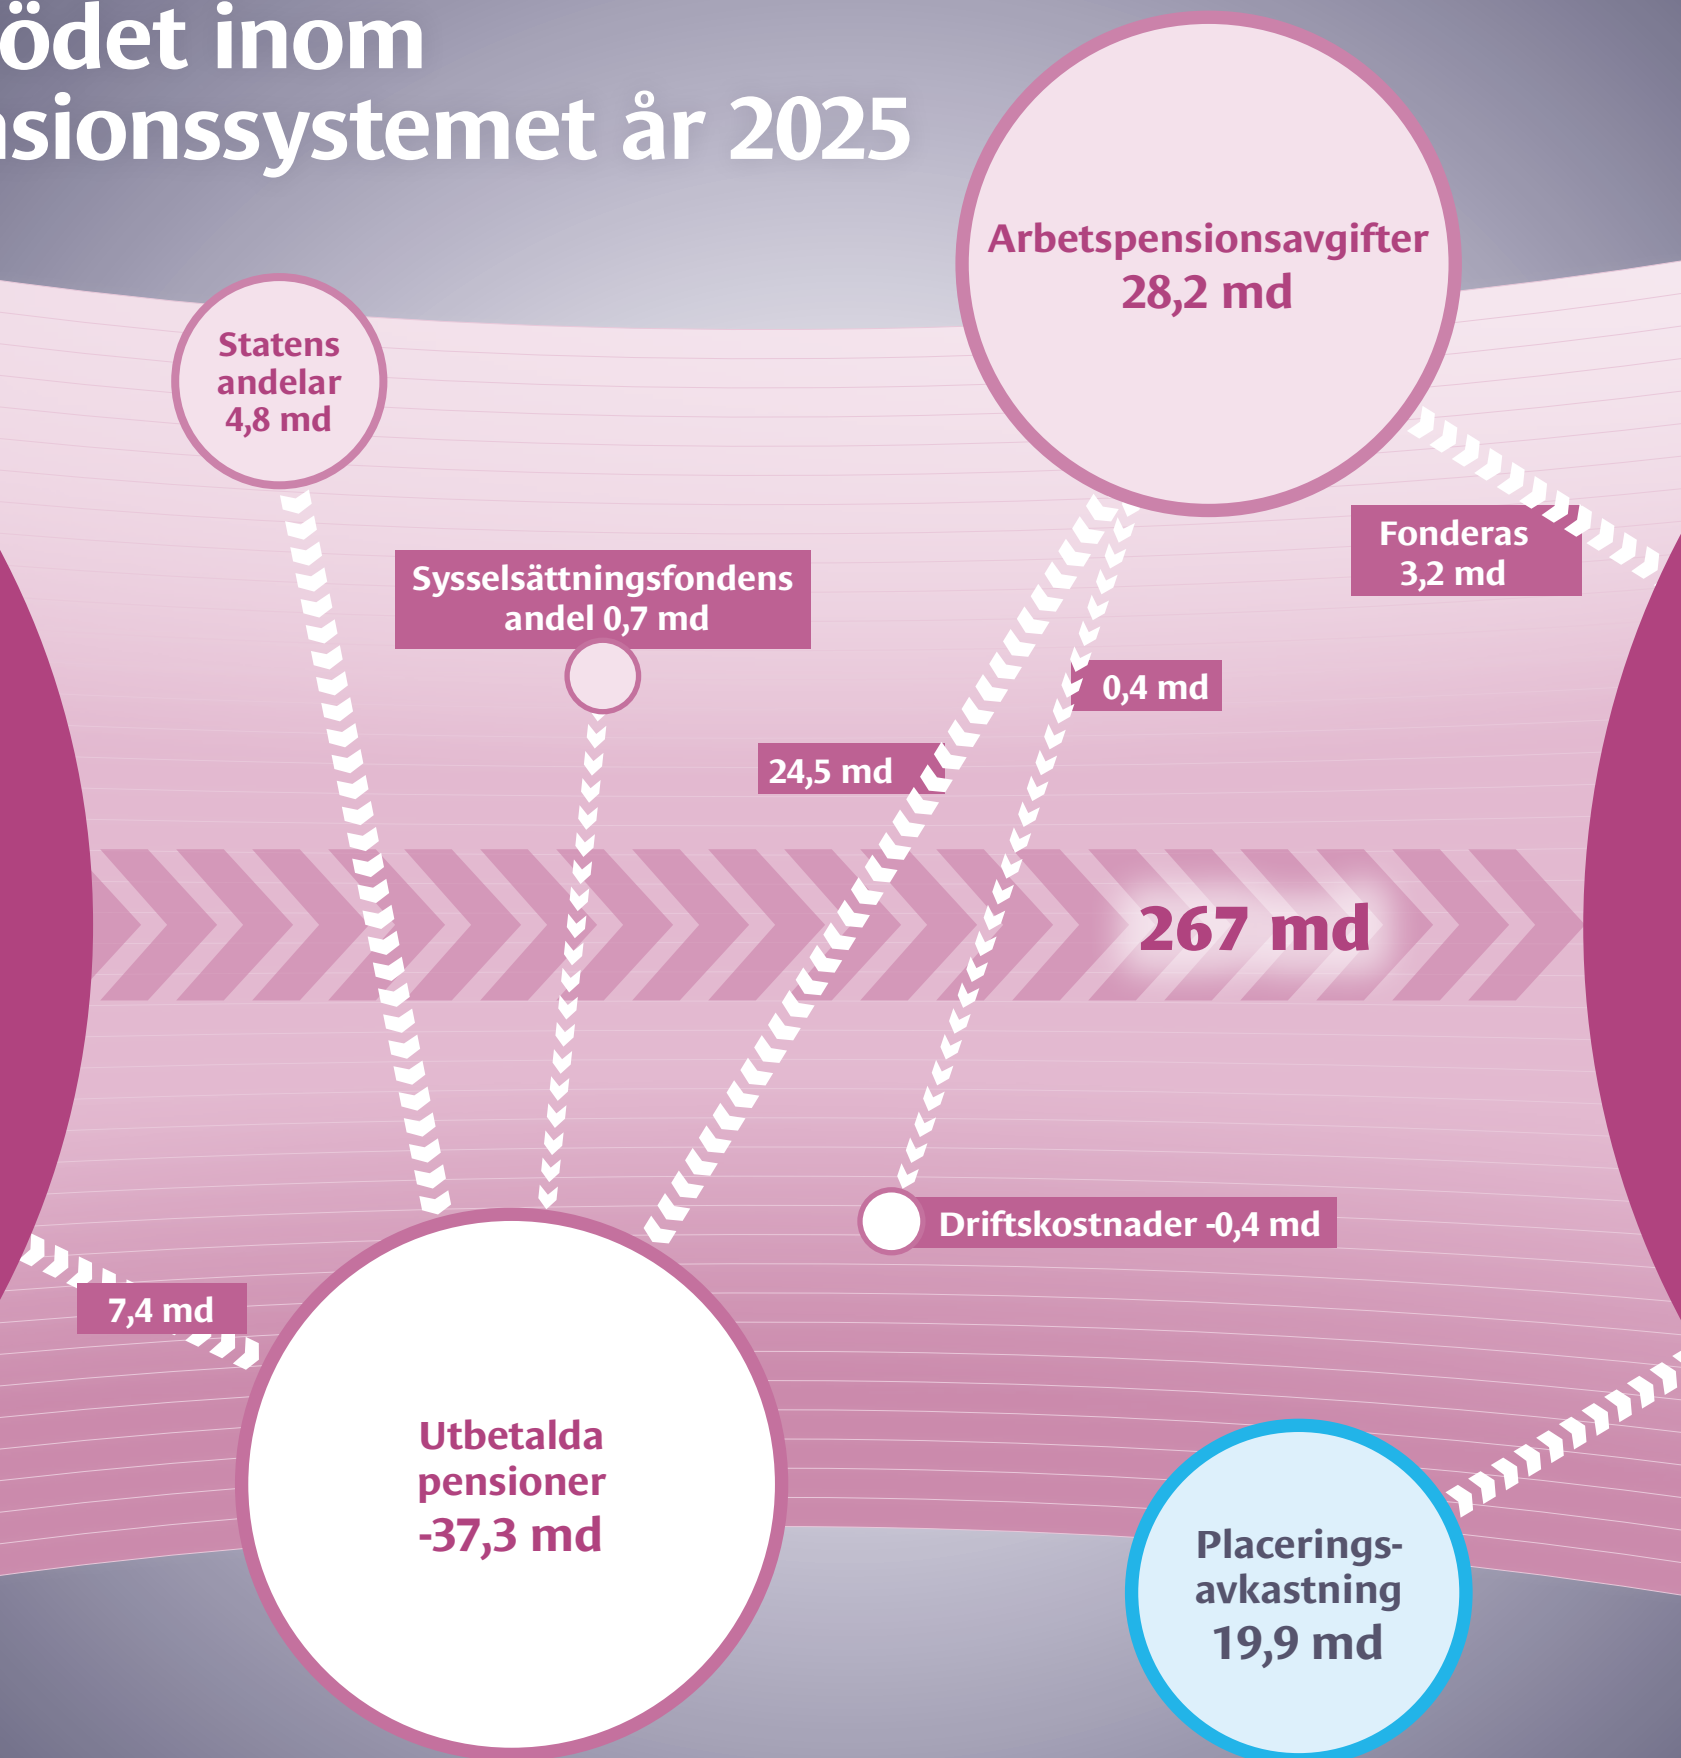 ödet inom
nsionssystemet år 2025
Arbetspensionsavgifter
28,2 md
Statens
andelar
4,8 md
Fonderas
3,2 md
Sysselsättningsfondens
andel 0,7 md
0,4 md
24,5 md
267 md
Driftskostnader -0,4 md
7,4 md
Utbetalda
pensioner
-37,3 md
Placerings-
avkastning
19,9 md